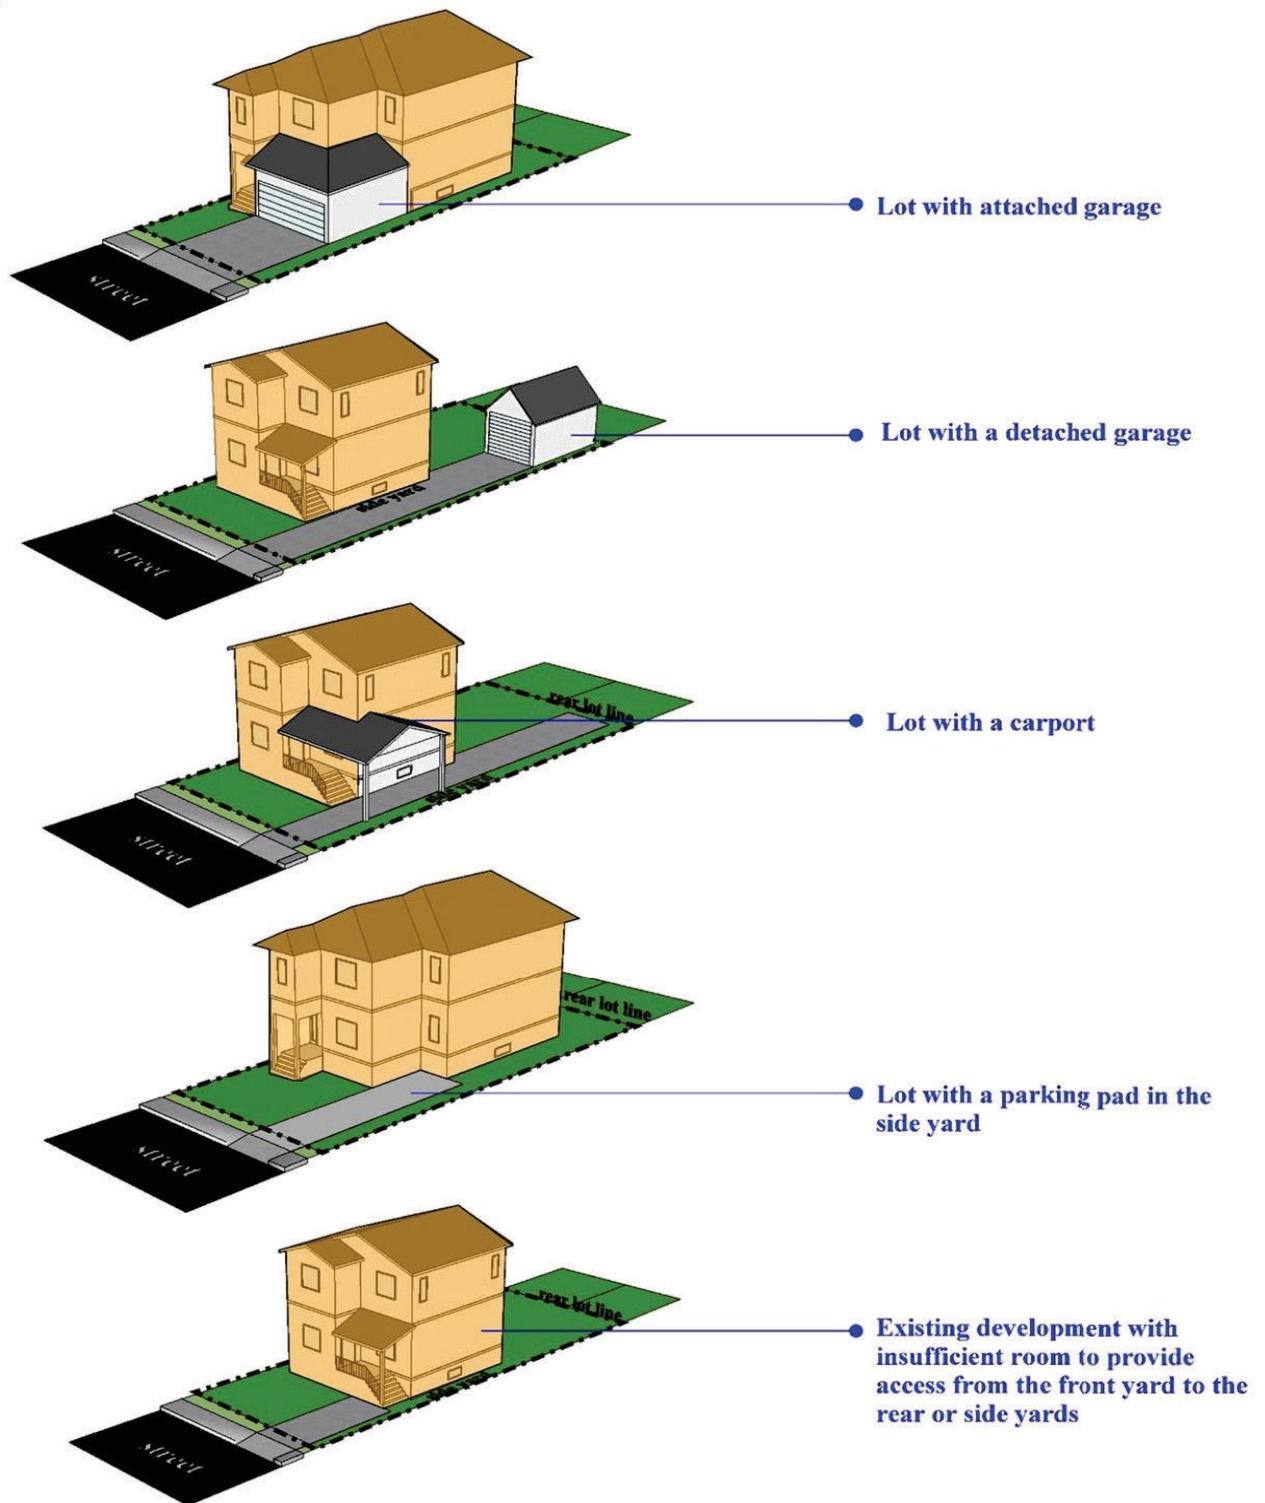 Lot with attached garage
street
Lot with a detached garage
side yard
street
rear lot line
Lot with a carport
street
rear lot line
Lot with a parking pad in the
side yard
street
rear lot line
Existing development with
insufficient room to provide
access from the front yard to the
rear or side yards
street